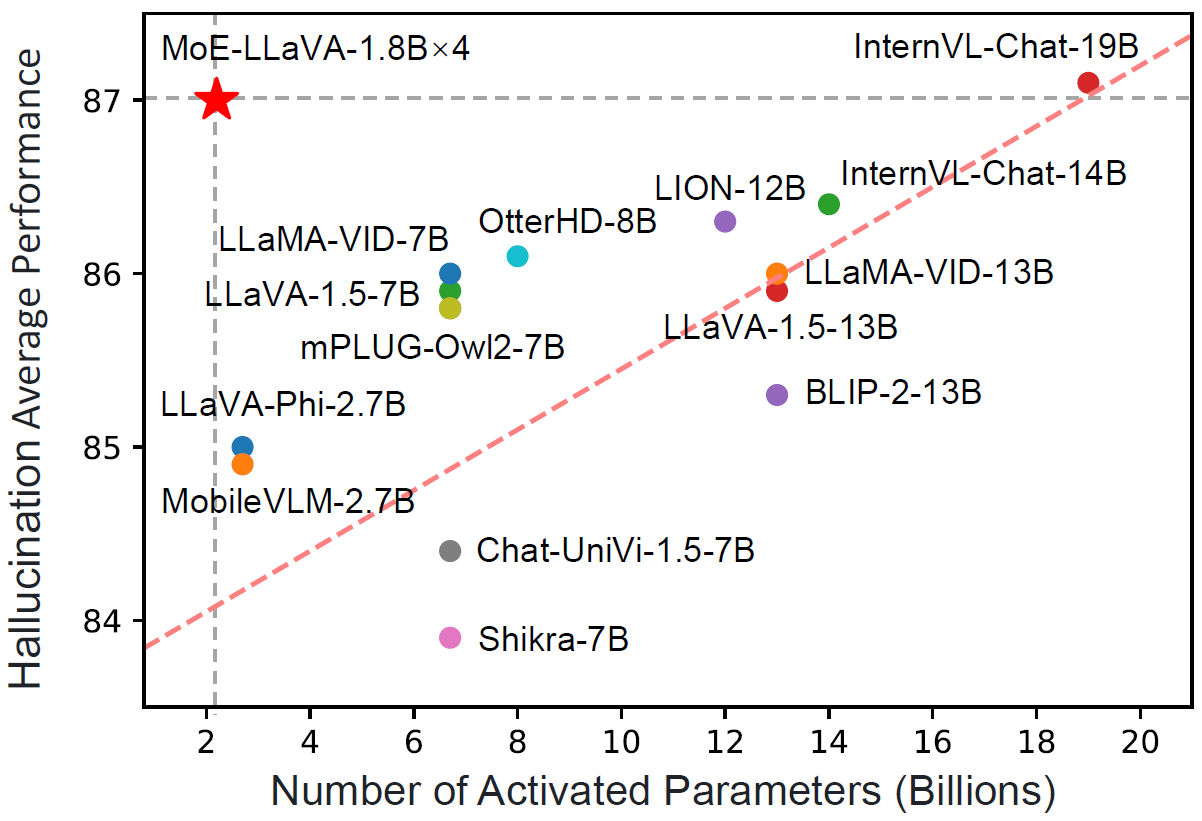 Hallucination Average Performance
MoE-LLaVA-1.8B×4
InternVL-Chat-19B
87
InternVL-Chat-14B
LION-12B
OtterHD-8B
LLaMA-VID-7B
86
LLaMA-VID-13B
LLaVA-1.5-7B
LLaVA-1.5-13B
mPLUG-Owl2-7B
BLIP-2-13B
LLaVA-Phi-2.7B
85
MobileVLM-2.7B
Chat-UniVi-1.5-7B
84
Shikra-7B
2 4 6 8 10 12 14 16 18 20
Number of Activated Parameters (Billions)